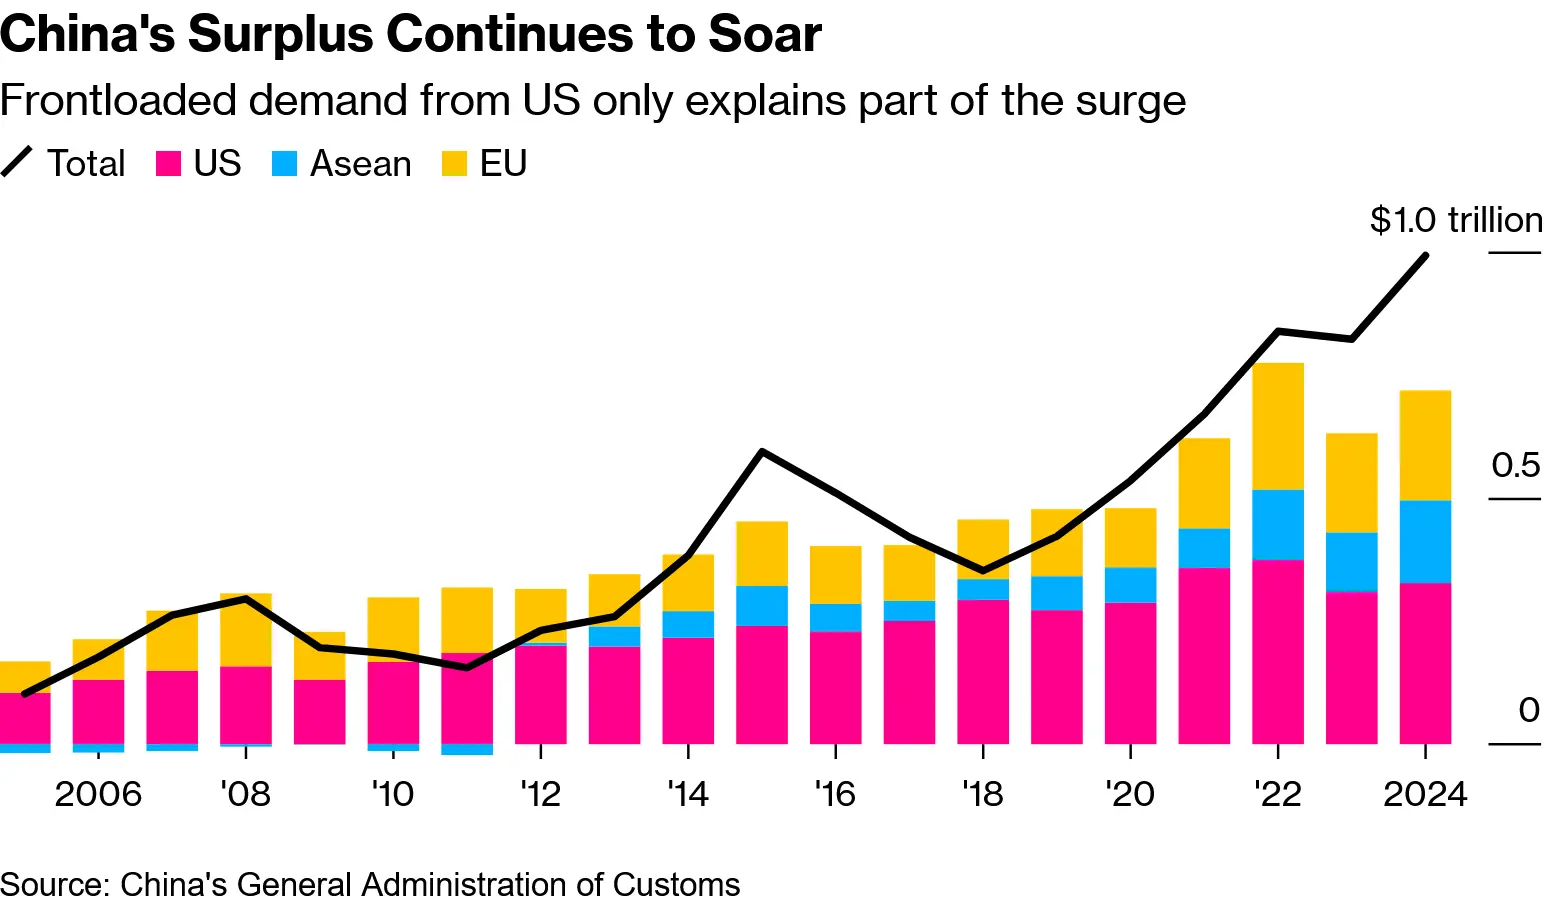 China's Surplus Continues to Soar
Frontloaded demand from US only explains part of the surge
Total US Asean EU
$1.0 trillion
0.5
0
2006 '08 '10 '12 '14 '16 '18 '20 '22 2024
Source: China's General Administration of Customs